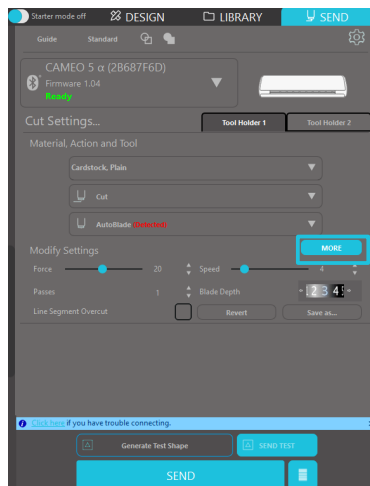 Starter mode off DESIGN LIBRARY SEND
Guide Standard
CAMEO 5 α (2B687F6D)
Firmware 1.04
Ready
Cut Settings... Tool Holder 1 Tool Holder 2
Material, Action and Tool
Cardstock, Plain
Cut
AutoBlade (Detected)
Modify Settings MORE
Force 20 Speed 4
Passes 1 Blade Depth 2 3 4
Line Segment Overcut Revert Save as...
Click here if you have trouble connecting.
Generate Test Shape SEND TEST
SEND